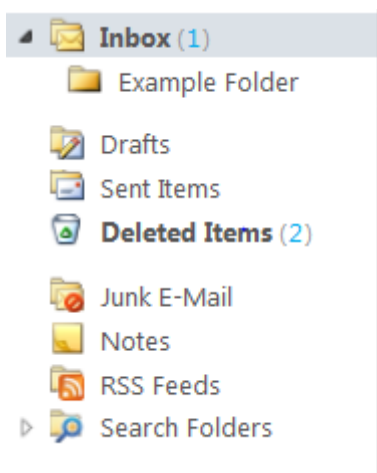 Inbox (1)
Example Folder
Drafts
Sent Items
Deleted Items (2)
Junk E-Mail
Notes
RSS Feeds
Search Folders